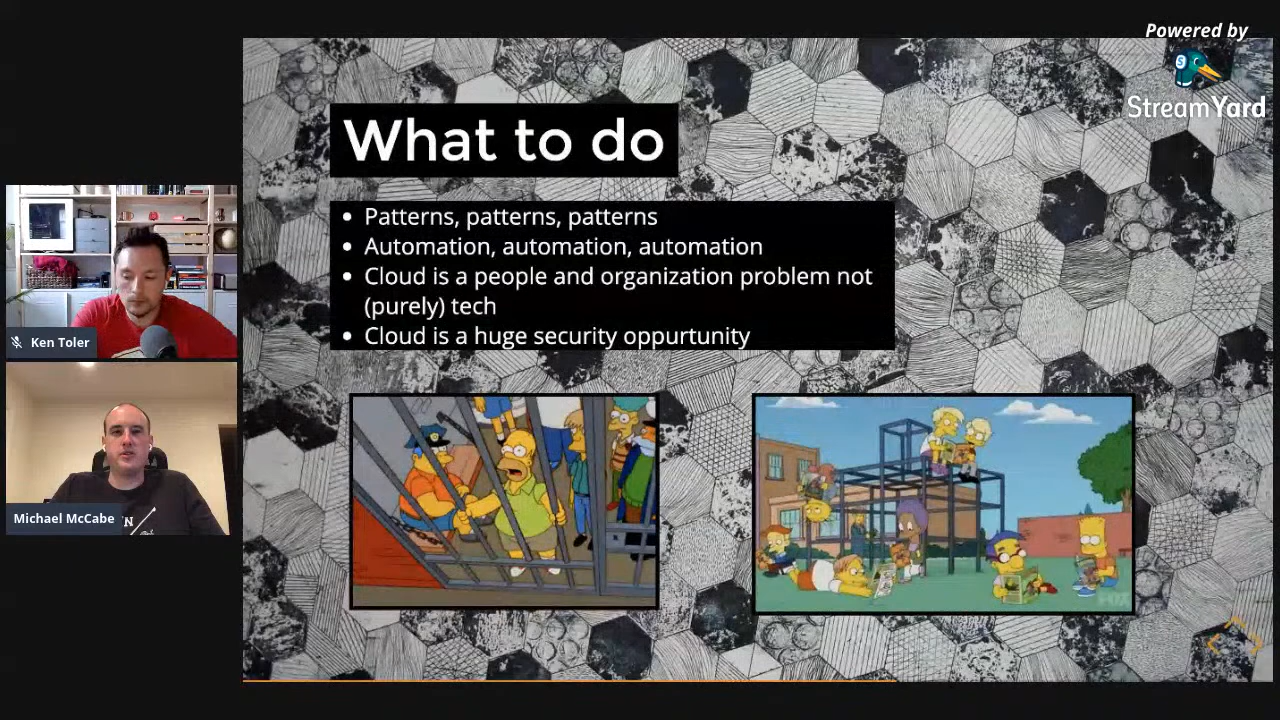 Powered by
StreamYard
What to do
Patterns, patterns, patterns
Automation, automation, automation
Cloud is a people and organization problem not
(purely) tech
Cloud is a huge security oppurtunity
Ken Toler
Michael McCabe
N
FOX